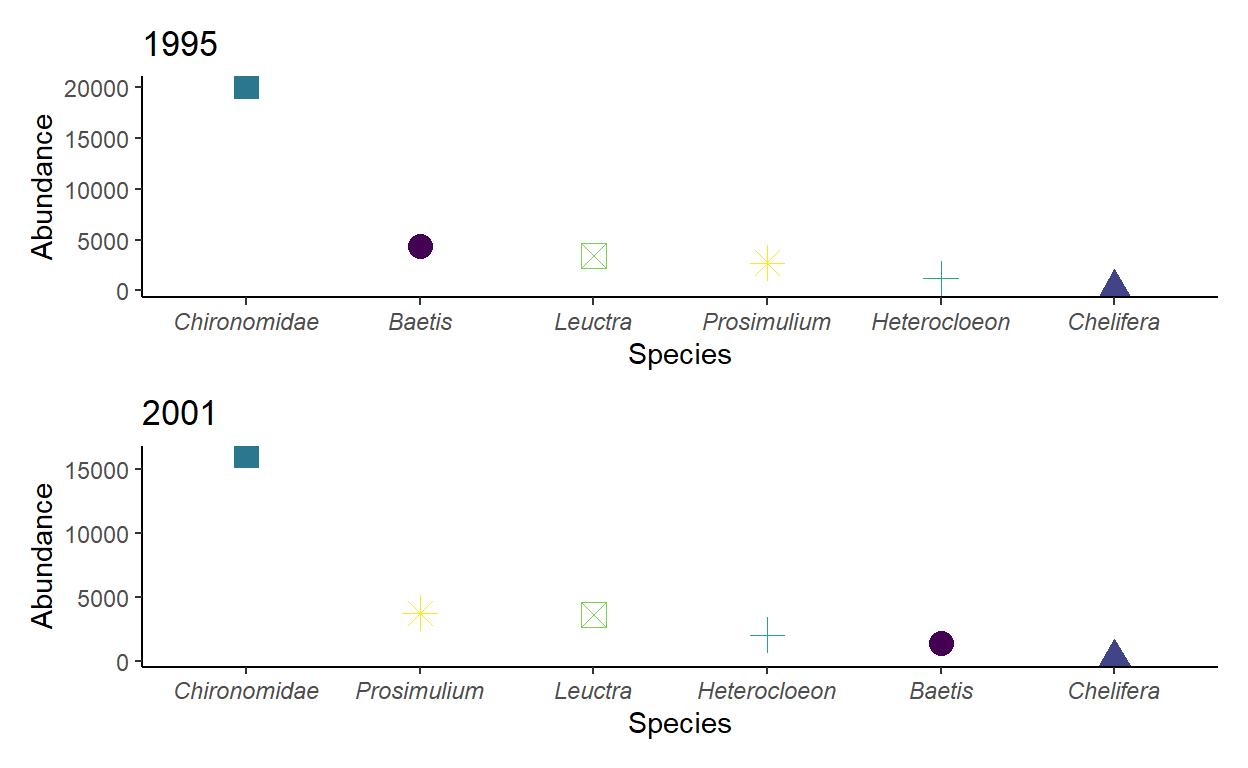 1995
Abundance
20000
15000
10000
5000
0
Chironomidae Baetis Leuctra Prosimulium Heterocloeon Chelifera
Species
2001
Abundance
15000
10000
5000
0
Chironomidae Prosimulium Leuctra Heterocloeon Baetis Chelifera
Species